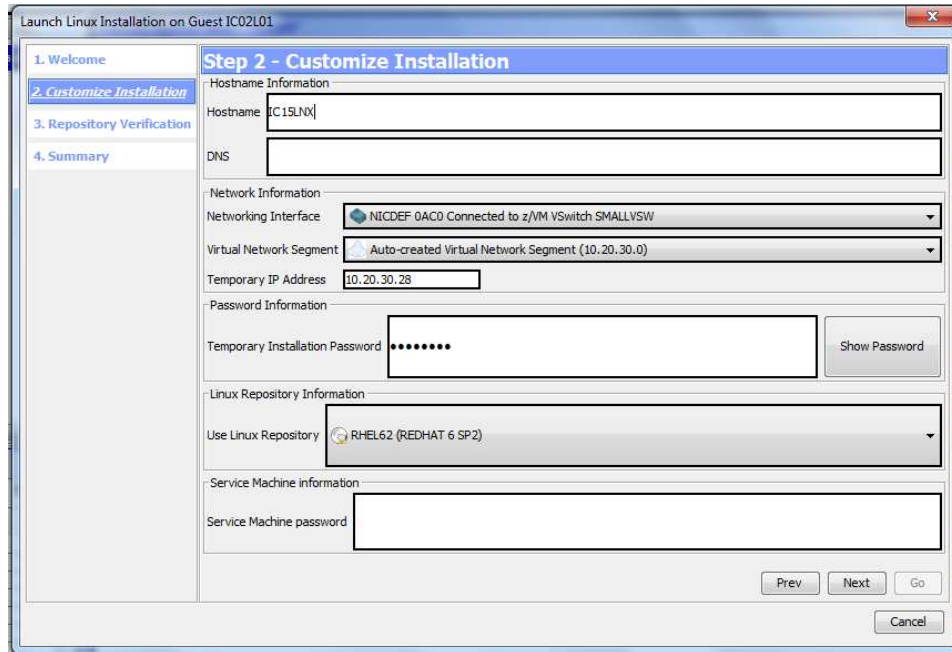 Launch Linux Installation on Guest IC02L01
1. Welcome
2. Customize Installation
3. Repository Verification
4. Summary
Step 2 - Customize Installation
Hostname Information
Hostname IC15LNX
DNS
Network Information
Networking Interface NICDEF 0AC0 Connected to z/VM VSwitch SMALLVSW
Virtual Network Segment Auto-created Virtual Network Segment (10.20.30.0)
Temporary IP Address 10.20.30.28
Password Information
Temporary Installation Password ●●●●●●●● Show Password
Linux Repository Information
Use Linux Repository RHEL62 (REDHAT 6 SP2)
Service Machine information
Service Machine password
Prev Next Go
Cancel